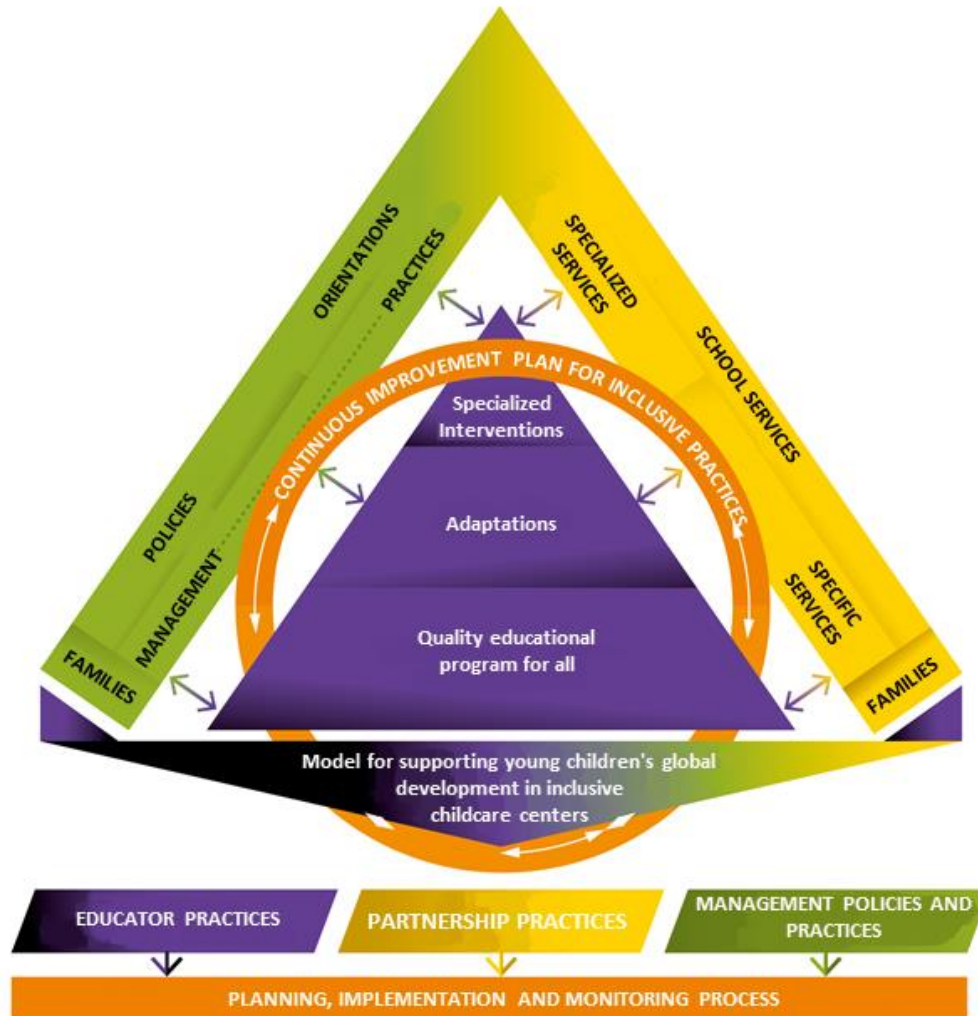 ORIENTATIONS
PRACTICES
POLICIES
MANAGEMENT
FAMILIES
SPECIALIZED
SERVICES
SCHOOL SERVICES
SPECIFIC
SERVICES
FAMILIES
CONTINUOUS IMPROVEMENT PLAN FOR INCLUSIVE PRACTICES
Specialized
Interventions
Adaptations
Quality educational
program for all
Model for supporting young children's global
development in inclusive
childcare centers
EDUCATOR PRACTICES
PARTNERSHIP PRACTICES
MANAGEMENT POLICIES AND
PRACTICES
PLANNING, IMPLEMENTATION AND MONITORING PROCESS